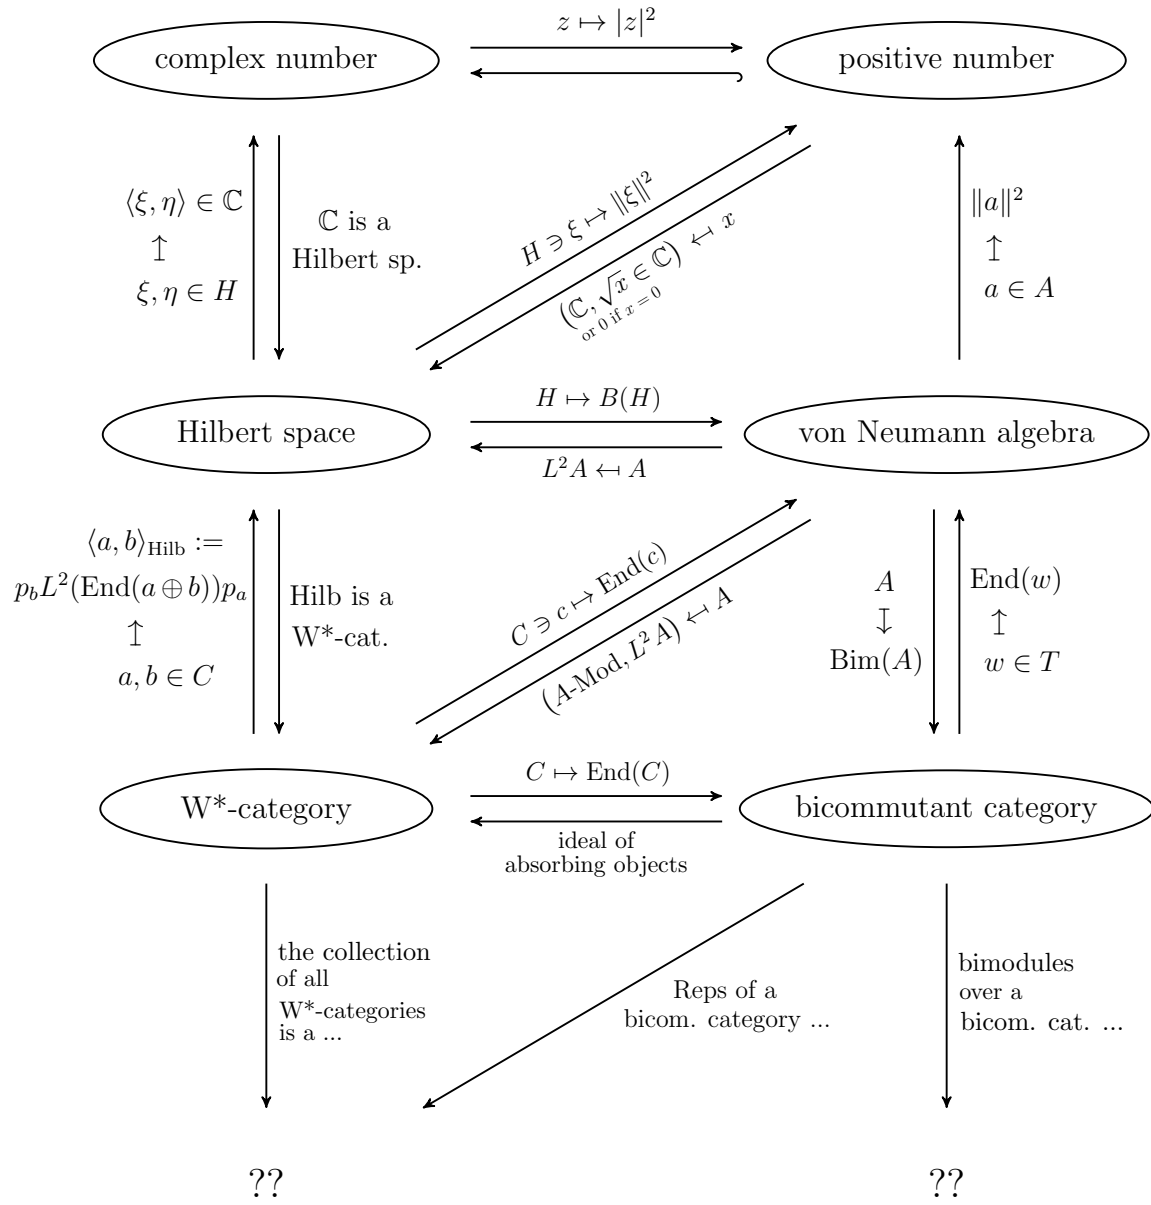 z ↦ |z|²
complex number
positive number
⟨ξ, η⟩ ∈ ℂ
↥
ξ, η ∈ H
ℂ is a
Hilbert sp.
H ∋ ξ ↦ ‖ξ‖²
(ℂ, √x ∈ ℂ) ↤ x
or 0 if x = 0
‖a‖²
↥
a ∈ A
H ↦ B(H)
Hilbert space
von Neumann algebra
L²A ↤ A
⟨a, b⟩Hilb :=
p_b L²(End(a ⊕ b))p_a
↥
a, b ∈ C
Hilb is a
W*-cat.
C ∋ c ↦ End(c)
(A-Mod, L²A) ↤ A
A
↧
Bim(A)
End(w)
↥
w ∈ T
C ↦ End(C)
W*-category
bicommutant category
ideal of
absorbing objects
the collection
of all
W*-categories
is a ...
Reps of a
bicom. category ...
bimodules
over a
bicom. cat. ...
??
??